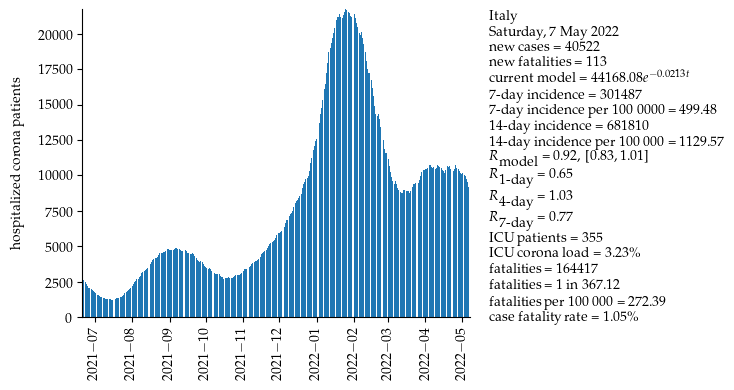 hospitalized corona patients
20000
17500
15000
12500
10000
7500
5000
2500
0
2021−07
2021−08
2021−09
2021−10
2021−11
2021−12
2022−01
2022−02
2022−03
2022−04
2022−05
Italy
Saturday, 7 May 2022
new cases = 40522
new fatalities = 113
current model = 44168.08e^{−0.0213t}
7-day incidence = 301487
7-day incidence per 100 0000 = 499.48
14-day incidence = 681810
14-day incidence per 100 000 = 1129.57
R_model = 0.92, [0.83, 1.01]
R_1-day = 0.65
R_4-day = 1.03
R_7-day = 0.77
ICU patients = 355
ICU corona load = 3.23%
fatalities = 164417
fatalities = 1 in 367.12
fatalities per 100 000 = 272.39
case fatality rate = 1.05%